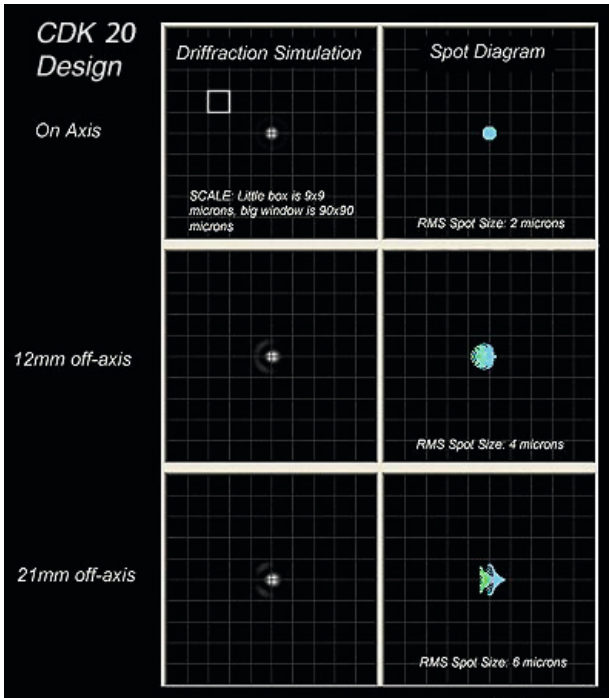 CDK 20
Design
Driffraction Simulation
Spot Diagram
On Axis
SCALE: Little box is 9x9
microns, big window is 90x90
microns
RMS Spot Size: 2 microns
12mm off-axis
RMS Spot Size: 4 microns
21mm off-axis
RMS Spot Size: 6 microns